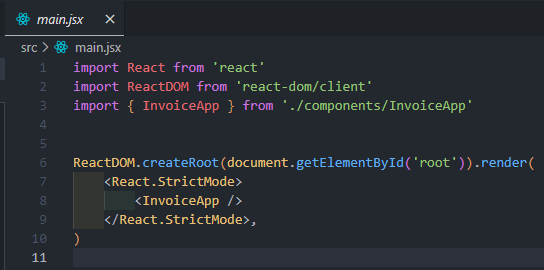 main.jsx
src > main.jsx
1 import React from 'react'
2 import ReactDOM from 'react-dom/client'
3 import { InvoiceApp } from './components/InvoiceApp'
4
5
6 ReactDOM.createRoot(document.getElementById('root')).render(
7     <React.StrictMode>
8         <InvoiceApp />
9     </React.StrictMode>,
10 )
11